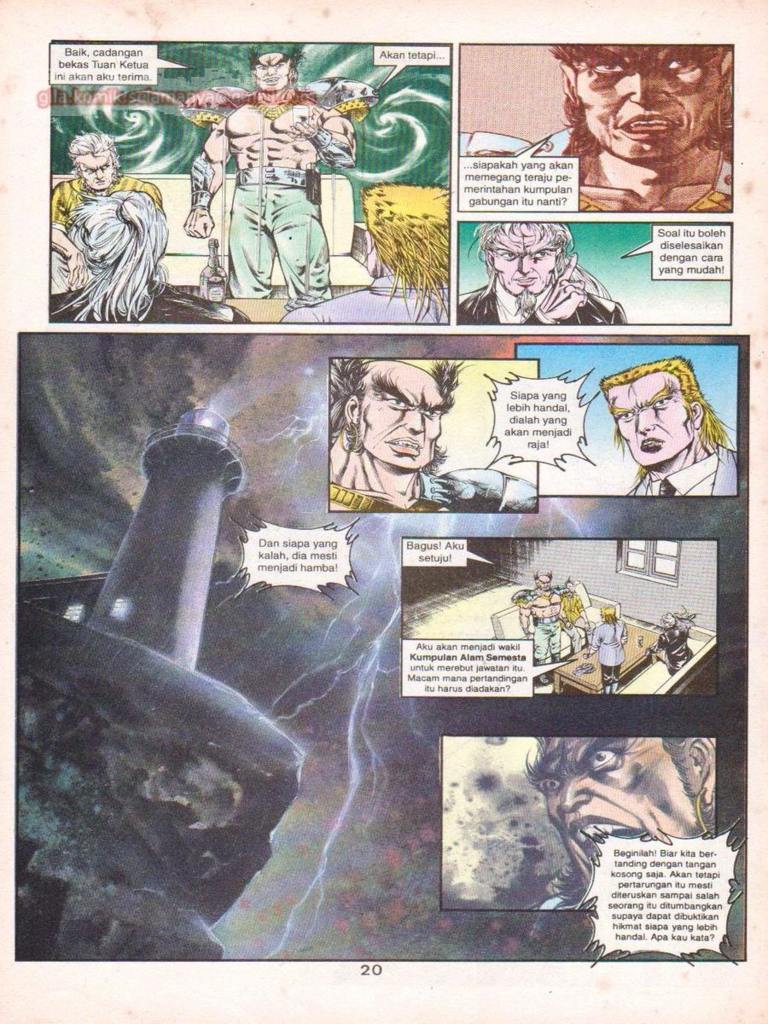 Baik, cadangan
bekas Tuan Ketua
ini akan aku terima.
Akan tetapi...
...siapakah yang akan
memegang teraju pe-
merintahan kumpulan
gabungan itu nanti?
Soal itu boleh
diselesaikan
dengan cara
yang mudah!
Siapa yang
lebih handal,
dialah yang
akan menjadi
raja!
Dan siapa yang
kalah, dia mesti
menjadi hamba!
Bagus! Aku
setuju!
Aku akan menjadi wakil
Kumpulan Alam Semesta
untuk merebut jawatan itu.
Macam mana pertandingan
itu harus diadakan?
Beginilah! Biar kita ber-
tanding dengan tangan
kosong saja. Akan tetapi
pertarungan itu mesti
diteruskan sampai salah
seorang itu ditumbangkan
supaya dapat dibuktikan
hikmat siapa yang lebih
handal. Apa kau kata?
20